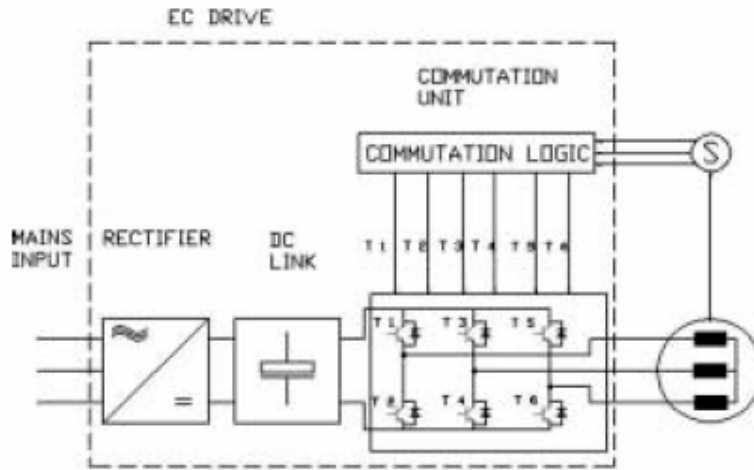 EC DRIVE
COMMUTATION
UNIT
COMMUTATION LOGIC
S
MAINS
INPUT
RECTIFIER
DC
LINK
T1 T2 T3 T4 T5 T6
T1 T3 T5
T2 T4 T6